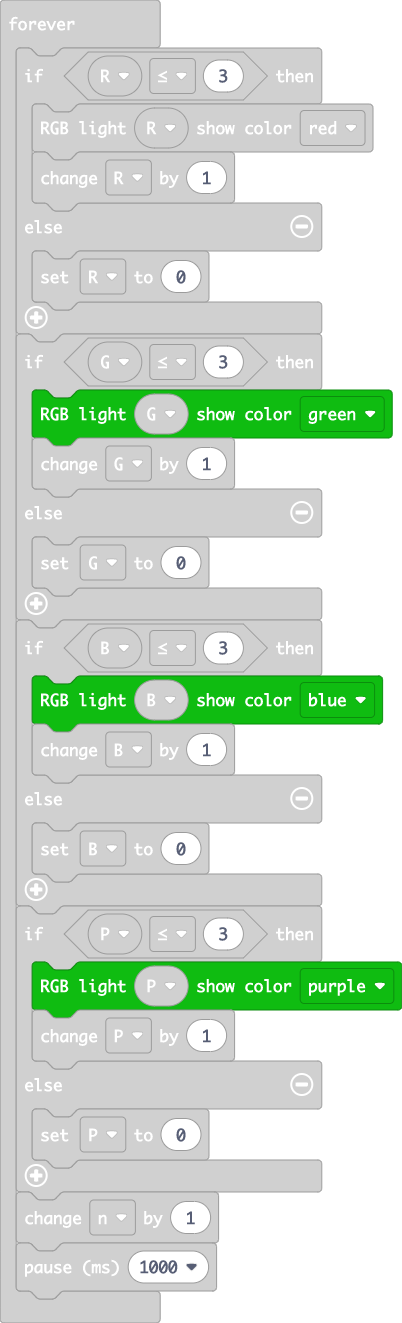 forever
if R ≤ 3 then
RGB light R show color red
change R by 1
else
set R to 0
if G ≤ 3 then
RGB light G show color green
change G by 1
else
set G to 0
if B ≤ 3 then
RGB light B show color blue
change B by 1
else
set B to 0
if P ≤ 3 then
RGB light P show color purple
change P by 1
else
set P to 0
change n by 1
pause (ms) 1000